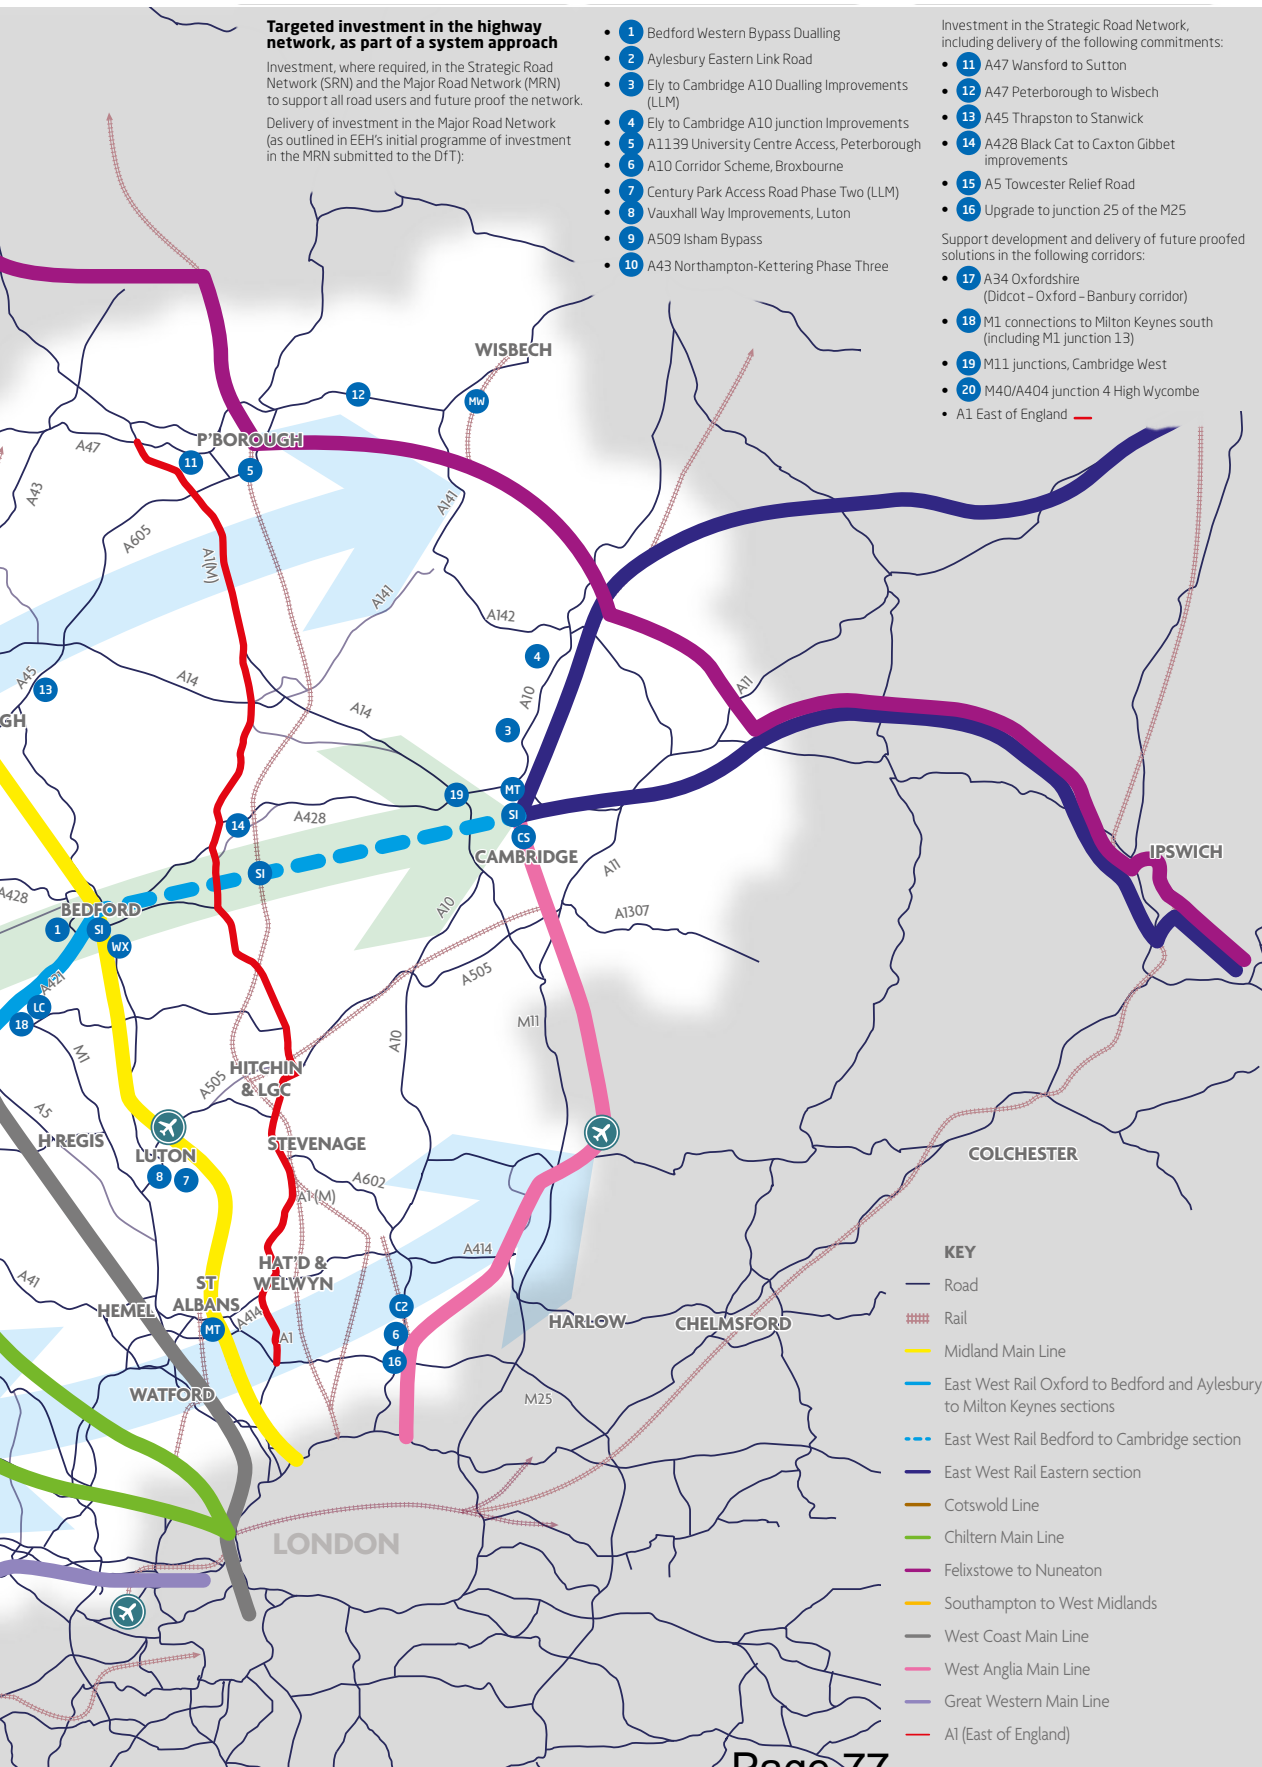 Targeted investment in the highway
network, as part of a system approach
Investment, where required, in the Strategic Road
Network (SRN) and the Major Road Network (MRN)
to support all road users and future proof the network.
Delivery of investment in the Major Road Network
(as outlined in EEH's initial programme of investment
in the MRN submitted to the DfT):
• 1 Bedford Western Bypass Dualling
• 2 Aylesbury Eastern Link Road
• 3 Ely to Cambridge A10 Dualling Improvements
(LLM)
• 4 Ely to Cambridge A10 junction Improvements
• 5 A1139 University Centre Access, Peterborough
• 6 A10 Corridor Scheme, Broxbourne
• 7 Century Park Access Road Phase Two (LLM)
• 8 Vauxhall Way Improvements, Luton
• 9 A509 Isham Bypass
• 10 A43 Northampton-Kettering Phase Three
Investment in the Strategic Road Network,
including delivery of the following commitments:
• 11 A47 Wansford to Sutton
• 12 A47 Peterborough to Wisbech
• 13 A45 Thrapston to Stanwick
• 14 A428 Black Cat to Caxton Gibbet
improvements
• 15 A5 Towcester Relief Road
• 16 Upgrade to junction 25 of the M25
Support development and delivery of future proofed
solutions in the following corridors:
• 17 A34 Oxfordshire
(Didcot – Oxford – Banbury corridor)
• 18 M1 connections to Milton Keynes south
(including M1 junction 13)
• 19 M11 junctions, Cambridge West
• 20 M40/A404 junction 4 High Wycombe
• A1 East of England
WISBECH
12
MW
P'BOROUGH
A47
11
5
A43
A141
A605
A1(M)
A141
A142
4
A45
13
A14
A10
A11
A14
GH
3
MT
19
SI
14
A428
CS
CAMBRIDGE
IPSWICH
SI
A11
A428
BEDFORD
A10
A1307
1
SI
WX
A421
A505
LC
18
M11
A10
M1
HITCHIN
& LGC
A505
A5
H REGIS
STEVENAGE
LUTON
COLCHESTER
8
7
A602
A1(M)
A414
HAT'D &
WELWYN
A41
ST
ALBANS
HEMEL
C2
A414
MT
6
HARLOW
CHELMSFORD
A1
16
WATFORD
M25
LONDON
KEY
Road
Rail
Midland Main Line
East West Rail Oxford to Bedford and Aylesbury
to Milton Keynes sections
East West Rail Bedford to Cambridge section
East West Rail Eastern section
Cotswold Line
Chiltern Main Line
Felixstowe to Nuneaton
Southampton to West Midlands
West Coast Main Line
West Anglia Main Line
Great Western Main Line
A1 (East of England)
Page 77